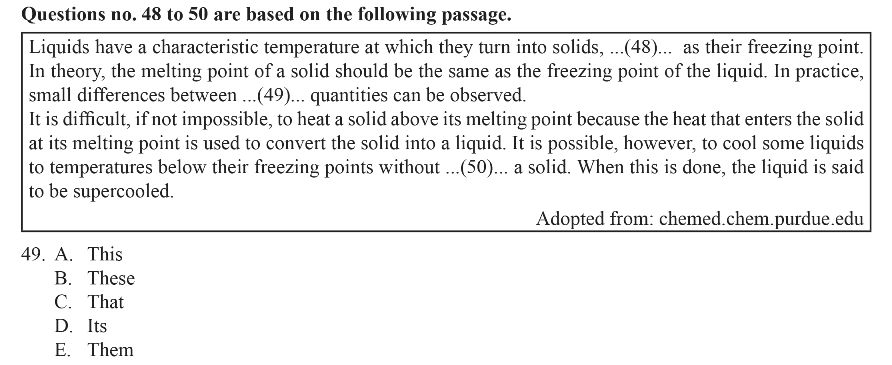 Questions no. 48 to 50 are based on the following passage.
Liquids have a characteristic temperature at which they turn into solids, ...(48)... as their freezing point.
In theory, the melting point of a solid should be the same as the freezing point of the liquid. In practice,
small differences between ...(49)... quantities can be observed.
It is difficult, if not impossible, to heat a solid above its melting point because the heat that enters the solid
at its melting point is used to convert the solid into a liquid. It is possible, however, to cool some liquids
to temperatures below their freezing points without ...(50)... a solid. When this is done, the liquid is said
to be supercooled.
Adopted from: chemed.chem.purdue.edu
49. A. This
B. These
C. That
D. Its
E. Them